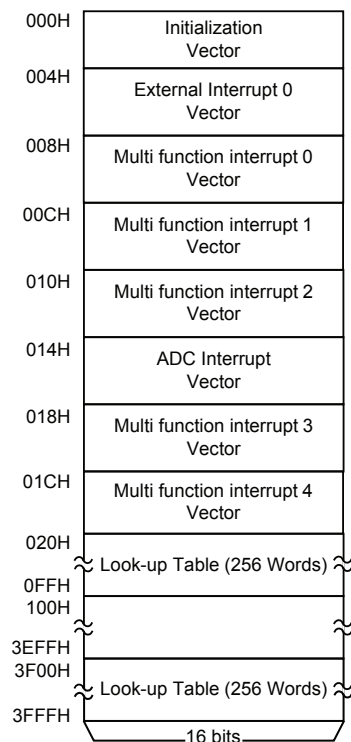 000H
Initialization
Vector
004H
External Interrupt 0
Vector
008H
Multi function interrupt 0
Vector
00CH
Multi function interrupt 1
Vector
010H
Multi function interrupt 2
Vector
014H
ADC Interrupt
Vector
018H
Multi function interrupt 3
Vector
01CH
Multi function interrupt 4
Vector
020H
Look-up Table (256 Words)
0FFH
100H
3EFFH
3F00H
Look-up Table (256 Words)
3FFFH
16 bits